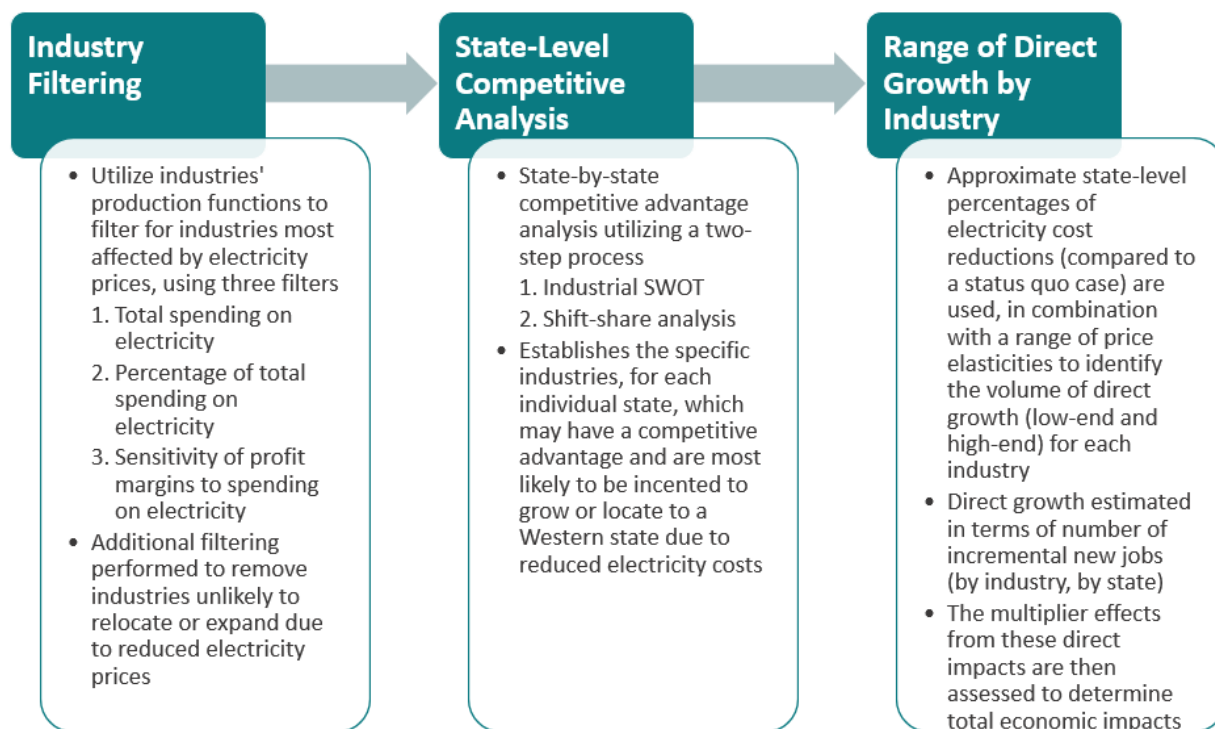 Industry
Filtering
• Utilize industries'
production functions to
filter for industries most
affected by electricity
prices, using three filters
1. Total spending on
electricity
2. Percentage of total
spending on
electricity
3. Sensitivity of profit
margins to spending
on electricity
• Additional filtering
performed to remove
industries unlikely to
relocate or expand due
to reduced electricity
prices
State-Level
Competitive
Analysis
• State-by-state
competitive advantage
analysis utilizing a two-
step process
1. Industrial SWOT
2. Shift-share analysis
• Establishes the specific
industries, for each
individual state, which
may have a competitive
advantage and are most
likely to be incented to
grow or locate to a
Western state due to
reduced electricity costs
Range of Direct
Growth by
Industry
• Approximate state-level
percentages of
electricity cost
reductions (compared to
a status quo case) are
used, in combination
with a range of price
elasticities to identify
the volume of direct
growth (low-end and
high-end) for each
industry
• Direct growth estimated
in terms of number of
incremental new jobs
(by industry, by state)
• The multiplier effects
from these direct
impacts are then
assessed to determine
total economic impacts